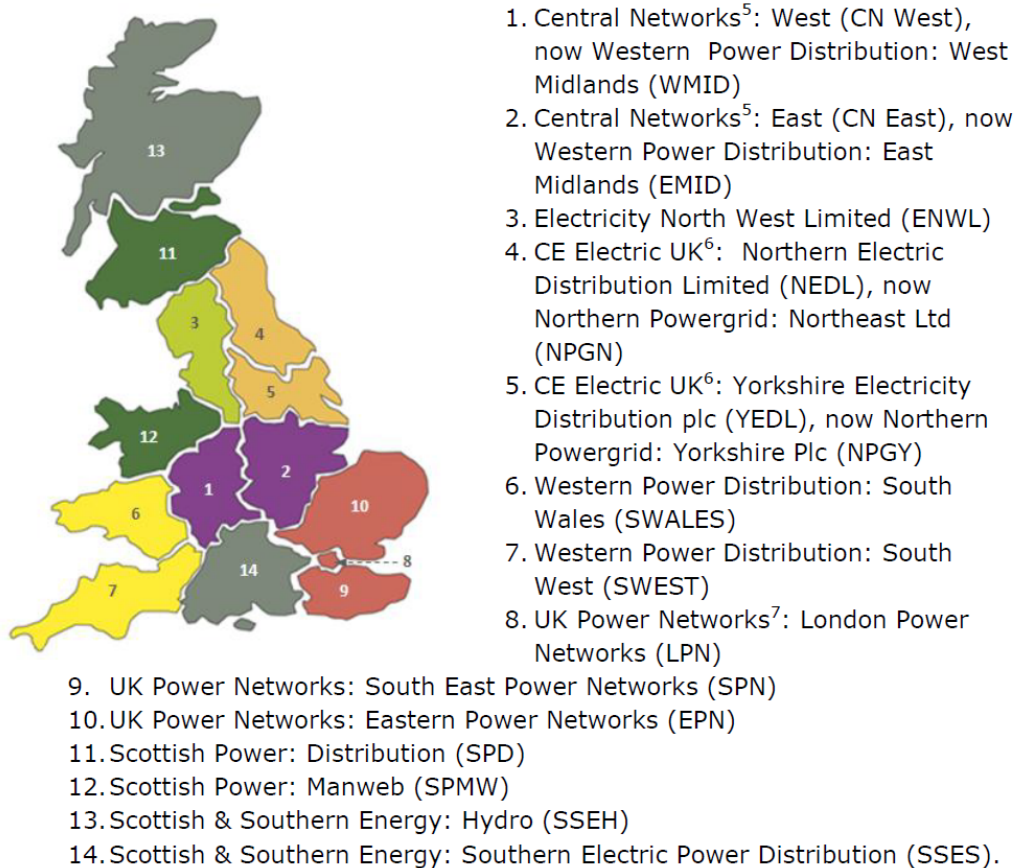 13
11
3
4
5
12
2
1
10
6
8
14
7
9
1. Central Networks⁵: West (CN West),
now Western Power Distribution: West
Midlands (WMID)
2. Central Networks⁵: East (CN East), now
Western Power Distribution: East
Midlands (EMID)
3. Electricity North West Limited (ENWL)
4. CE Electric UK⁶: Northern Electric
Distribution Limited (NEDL), now
Northern Powergrid: Northeast Ltd
(NPGN)
5. CE Electric UK⁶: Yorkshire Electricity
Distribution plc (YEDL), now Northern
Powergrid: Yorkshire Plc (NPGY)
6. Western Power Distribution: South
Wales (SWALES)
7. Western Power Distribution: South
West (SWEST)
8. UK Power Networks⁷: London Power
Networks (LPN)
9. UK Power Networks: South East Power Networks (SPN)
10. UK Power Networks: Eastern Power Networks (EPN)
11. Scottish Power: Distribution (SPD)
12. Scottish Power: Manweb (SPMW)
13. Scottish & Southern Energy: Hydro (SSEH)
14. Scottish & Southern Energy: Southern Electric Power Distribution (SSES).